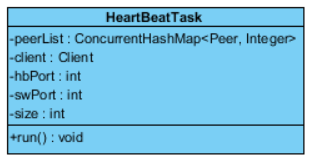 HeartBeatTask
-peerList : ConcurrentHashMap<Peer, Integer>
-client : Client
-hbPort : int
-swPort : int
-size : int
+run() : void